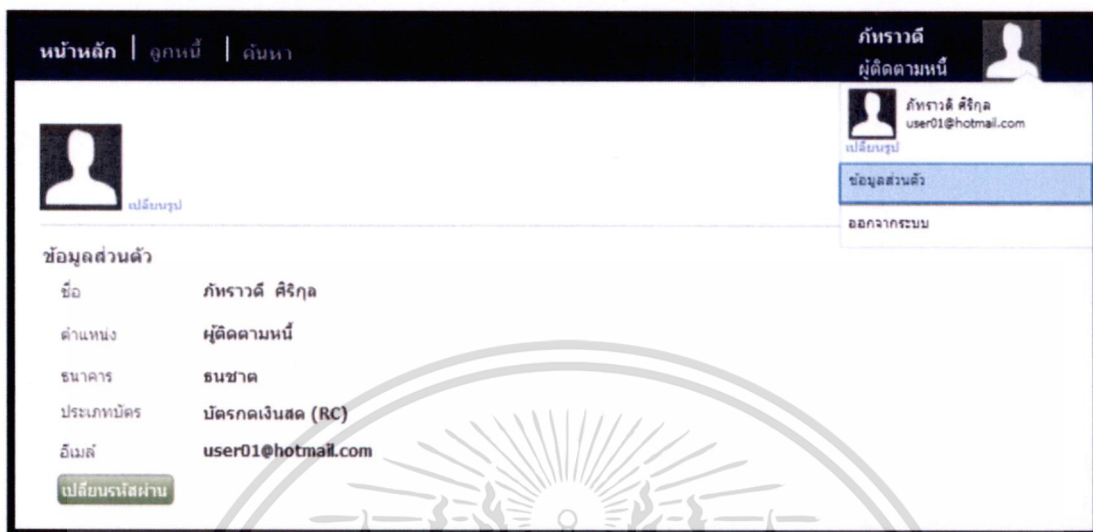 หน้าหลัก | ลูกหนี้ | ค้นหา
ภัทราวดี
ผู้ติดตามหนี้
ภัทราวดี ศิริกุล
user01@hotmail.com
เปลี่ยนรูป
ข้อมูลส่วนตัว
ออกจากระบบ
เปลี่ยนรูป
ข้อมูลส่วนตัว
ชื่อ ภัทราวดี ศิริกุล
ตำแหน่ง ผู้ติดตามหนี้
ธนาคาร ธนชาต
ประเภทบัตร บัตรกดเงินสด (RC)
อีเมล์ user01@hotmail.com
เปลี่ยนรหัสผ่าน